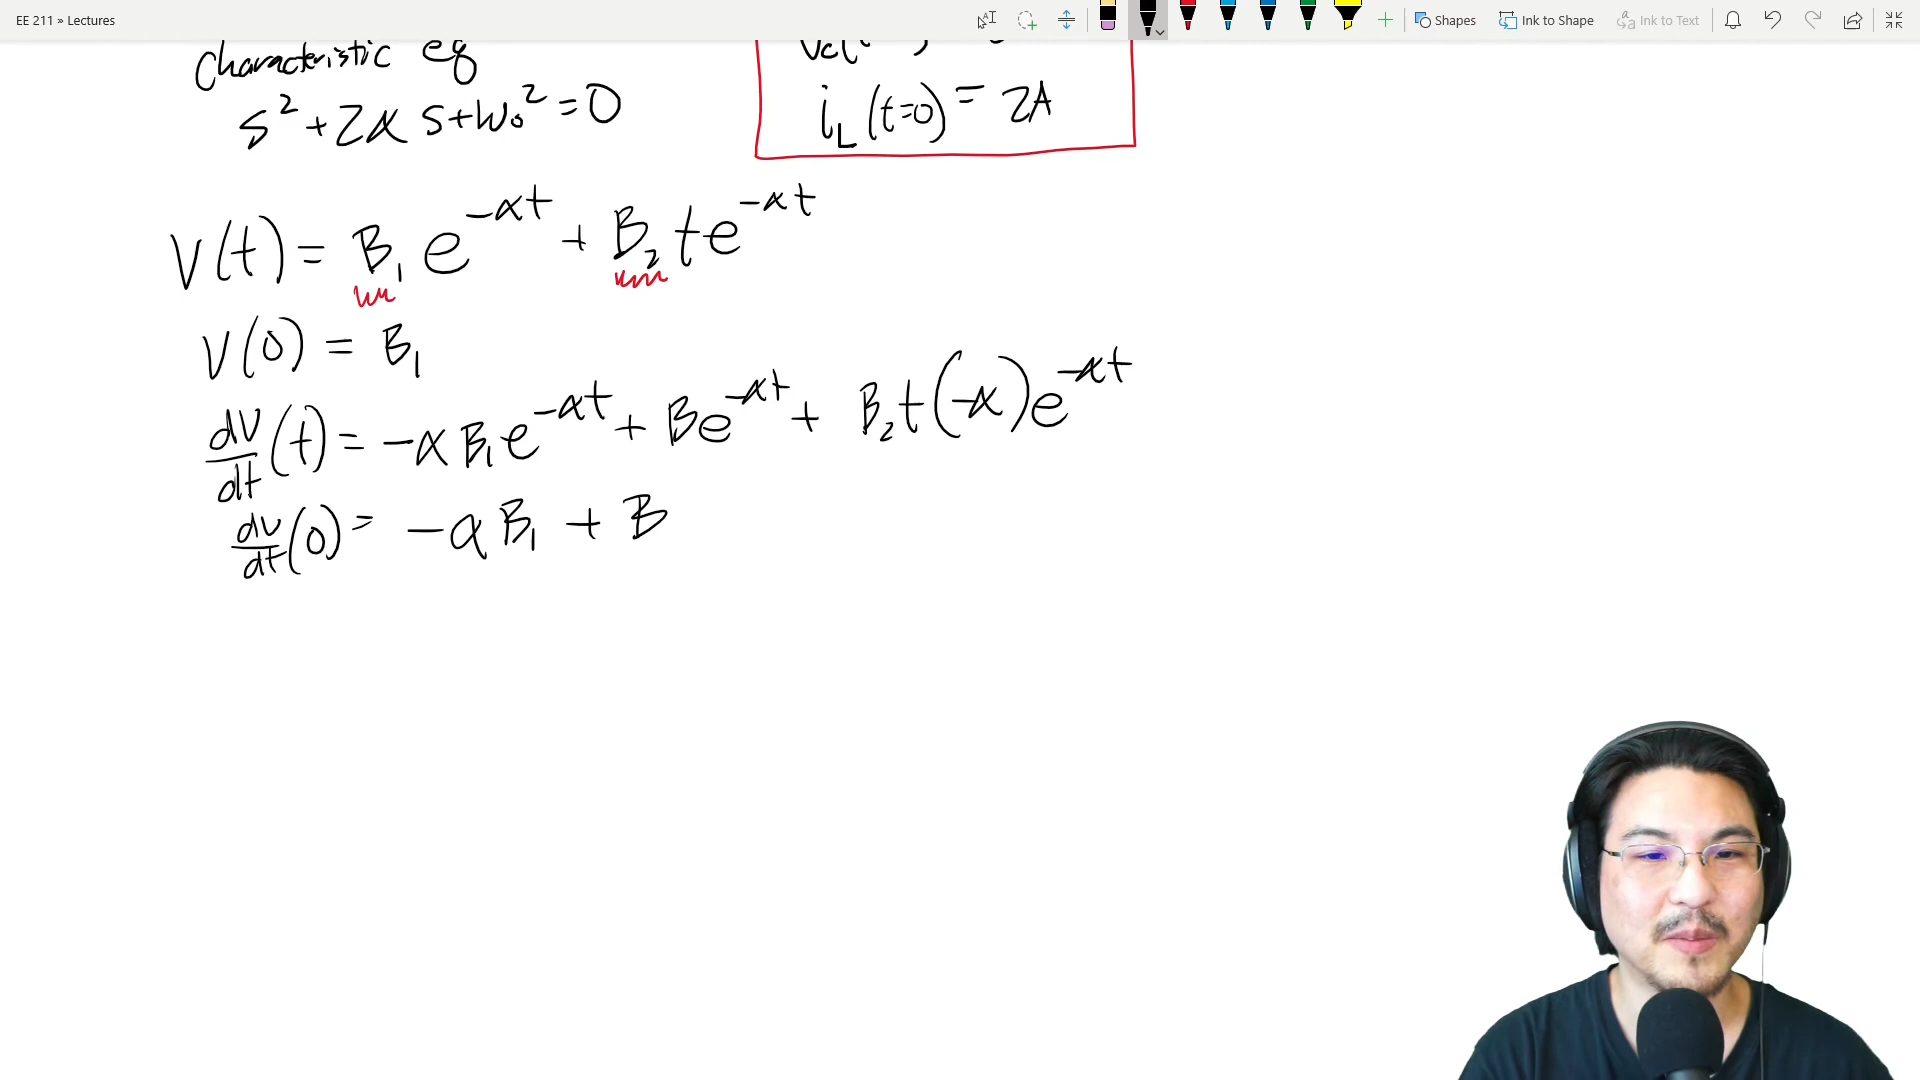 EE 211 » Lectures
Shapes
Ink to Shape
Ink to Text
Characteristic eq
s² + 2α s + ω₀² = 0
i_L (t=0) = 2A
V(t) = B₁ e^{-αt} + B₂ t e^{-αt}
V(0) = B₁
dv/dt (t) = -α B₁ e^{-αt} + B e^{-αt} + B₂ t (-α) e^{-αt}
dv/dt (0) = -α B₁ + B